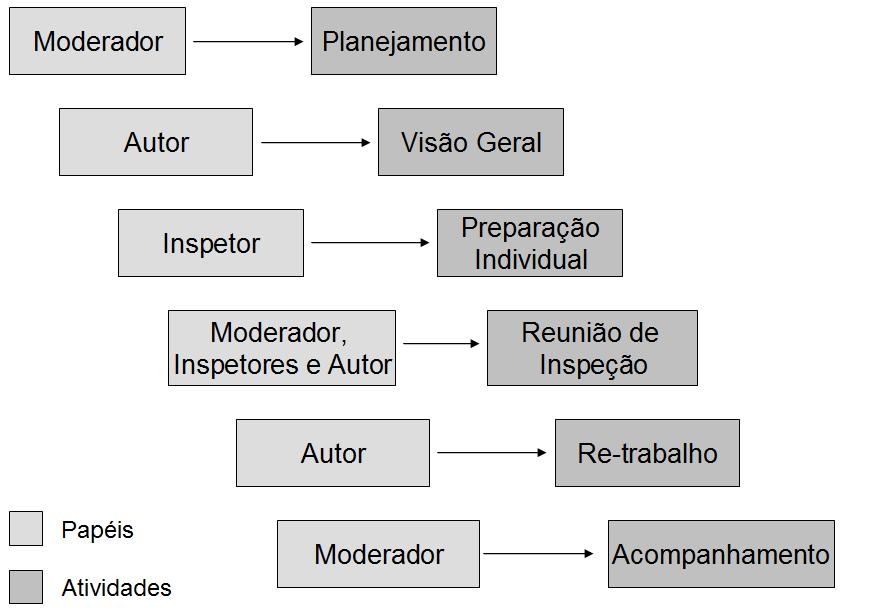 Moderador
Planejamento
Autor
Visão Geral
Inspetor
Preparação
Individual
Moderador,
Inspetores e Autor
Reunião de
Inspeção
Autor
Re-trabalho
Papéis
Moderador
Acompanhamento
Atividades